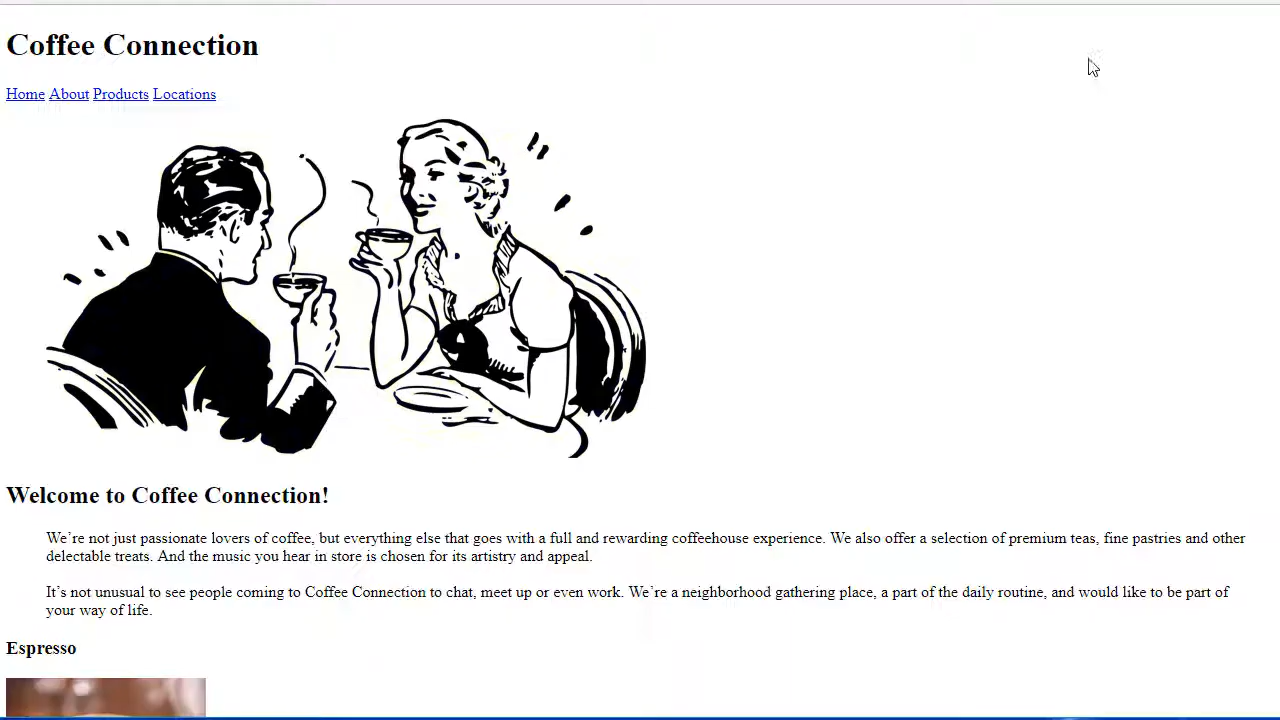 Coffee Connection
Home About Products Locations
Welcome to Coffee Connection!
We’re not just passionate lovers of coffee, but everything else that goes with a full and rewarding coffeehouse experience. We also offer a selection of premium teas, fine pastries and other
delectable treats. And the music you hear in store is chosen for its artistry and appeal.
It’s not unusual to see people coming to Coffee Connection to chat, meet up or even work. We’re a neighborhood gathering place, a part of the daily routine, and would like to be part of
your way of life.
Espresso